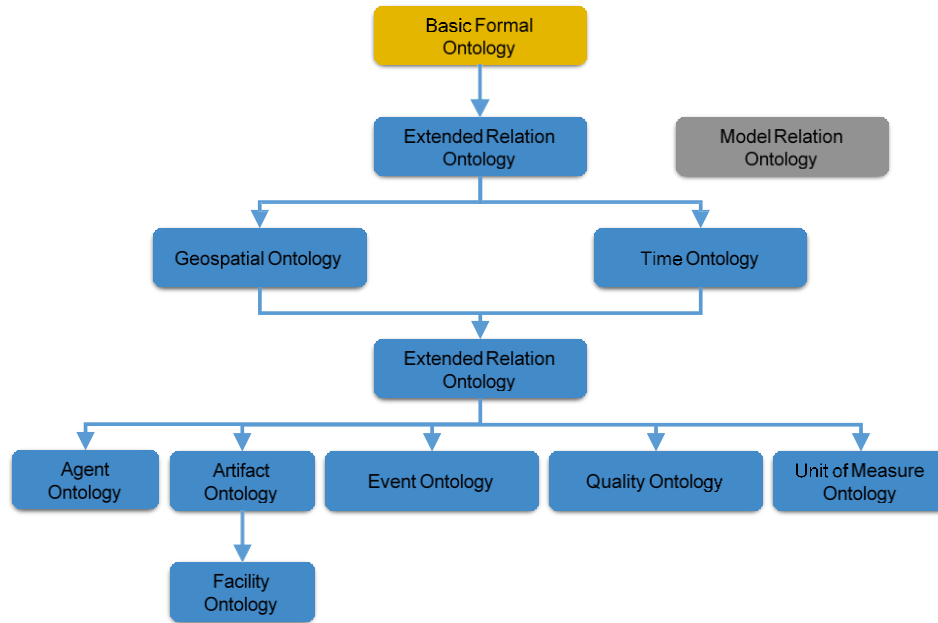 Basic Formal
Ontology
Extended Relation
Ontology
Model Relation
Ontology
Geospatial Ontology
Time Ontology
Extended Relation
Ontology
Agent
Ontology
Artifact
Ontology
Event Ontology
Quality Ontology
Unit of Measure
Ontology
Facility
Ontology